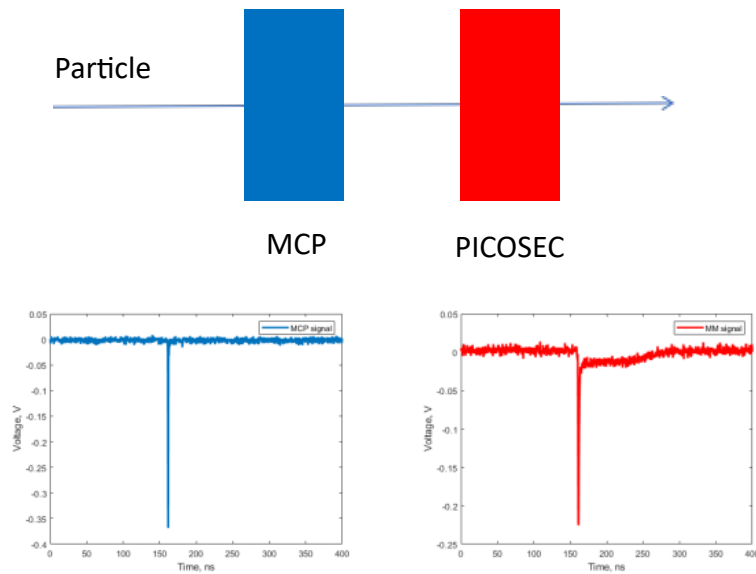 Particle
MCP
PICOSEC
0.05
0
-0.05
-0.1
-0.15
-0.2
-0.25
-0.3
-0.35
-0.4
Voltage, V
MCP signal
0 50 100 150 200 250 300 350 400
Time, ns
0.05
0
-0.05
-0.1
-0.15
-0.2
-0.25
Voltage, V
MM signal
0 50 100 150 200 250 300 350 400
Time, ns